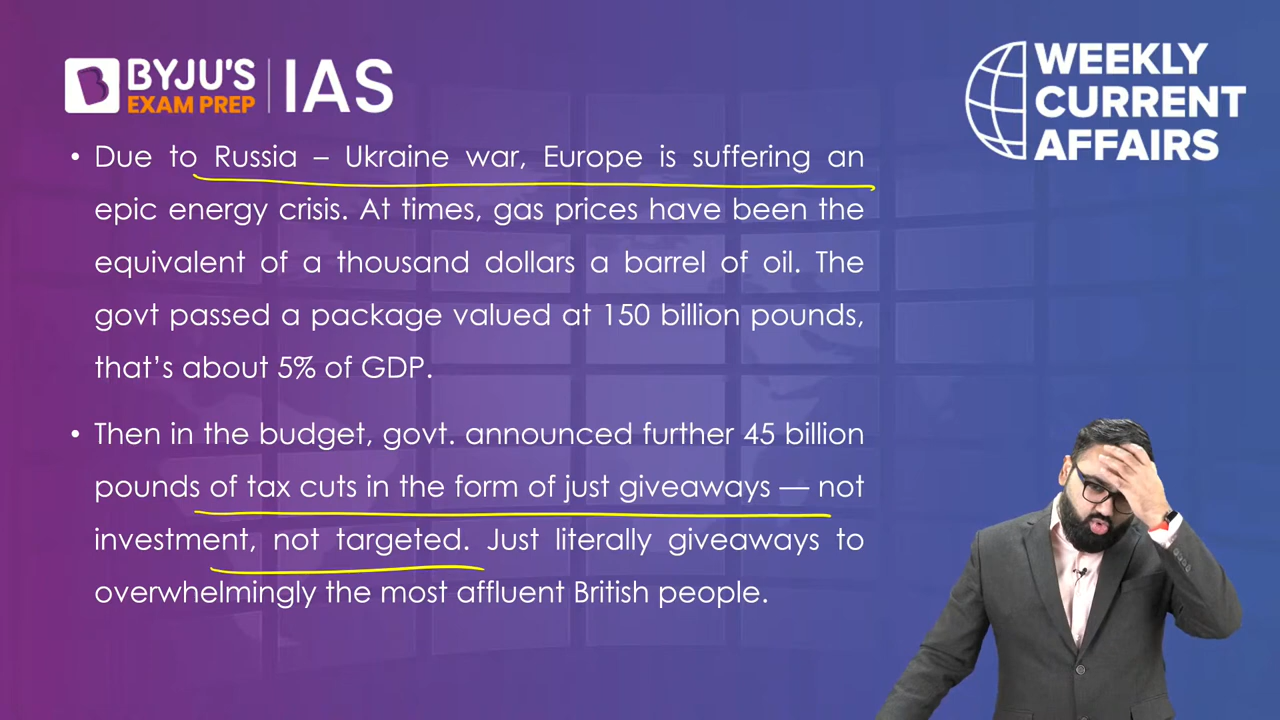 BYJU'S
EXAM PREP
IAS
WEEKLY
CURRENT
AFFAIRS
• Due to Russia – Ukraine war, Europe is suffering an
epic energy crisis. At times, gas prices have been the
equivalent of a thousand dollars a barrel of oil. The
govt passed a package valued at 150 billion pounds,
that's about 5% of GDP.
• Then in the budget, govt. announced further 45 billion
pounds of tax cuts in the form of just giveaways — not
investment, not targeted. Just literally giveaways to
overwhelmingly the most affluent British people.